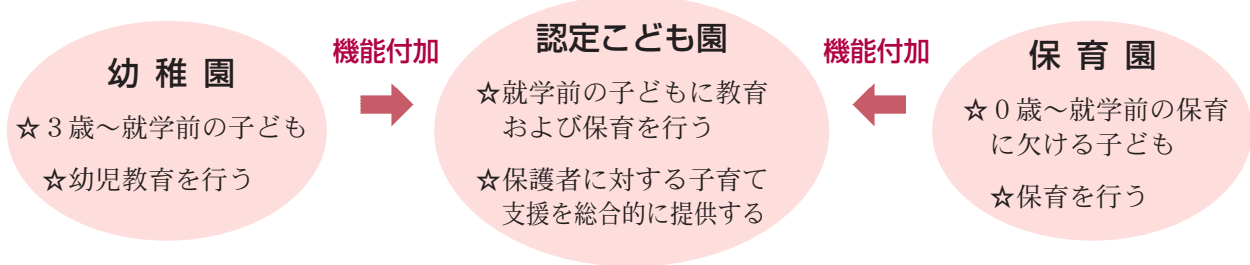 幼稚園
☆３歳～就学前の子ども
☆幼児教育を行う
機能付加
認定こども園
☆就学前の子どもに教育
および保育を行う
☆保護者に対する子育て
支援を総合的に提供する
機能付加
保育園
☆０歳～就学前の保育
に欠ける子ども
☆保育を行う